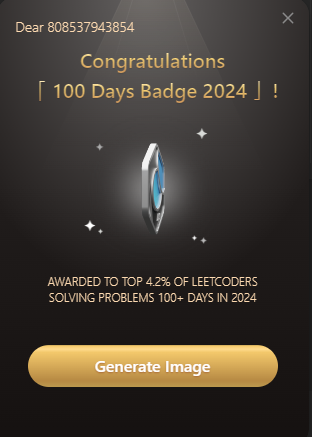 Dear 808537943854
Congratulations
「 100 Days Badge 2024 」 !
AWARDED TO TOP 4.2% OF LEETCODERS
SOLVING PROBLEMS 100+ DAYS IN 2024
Generate Image